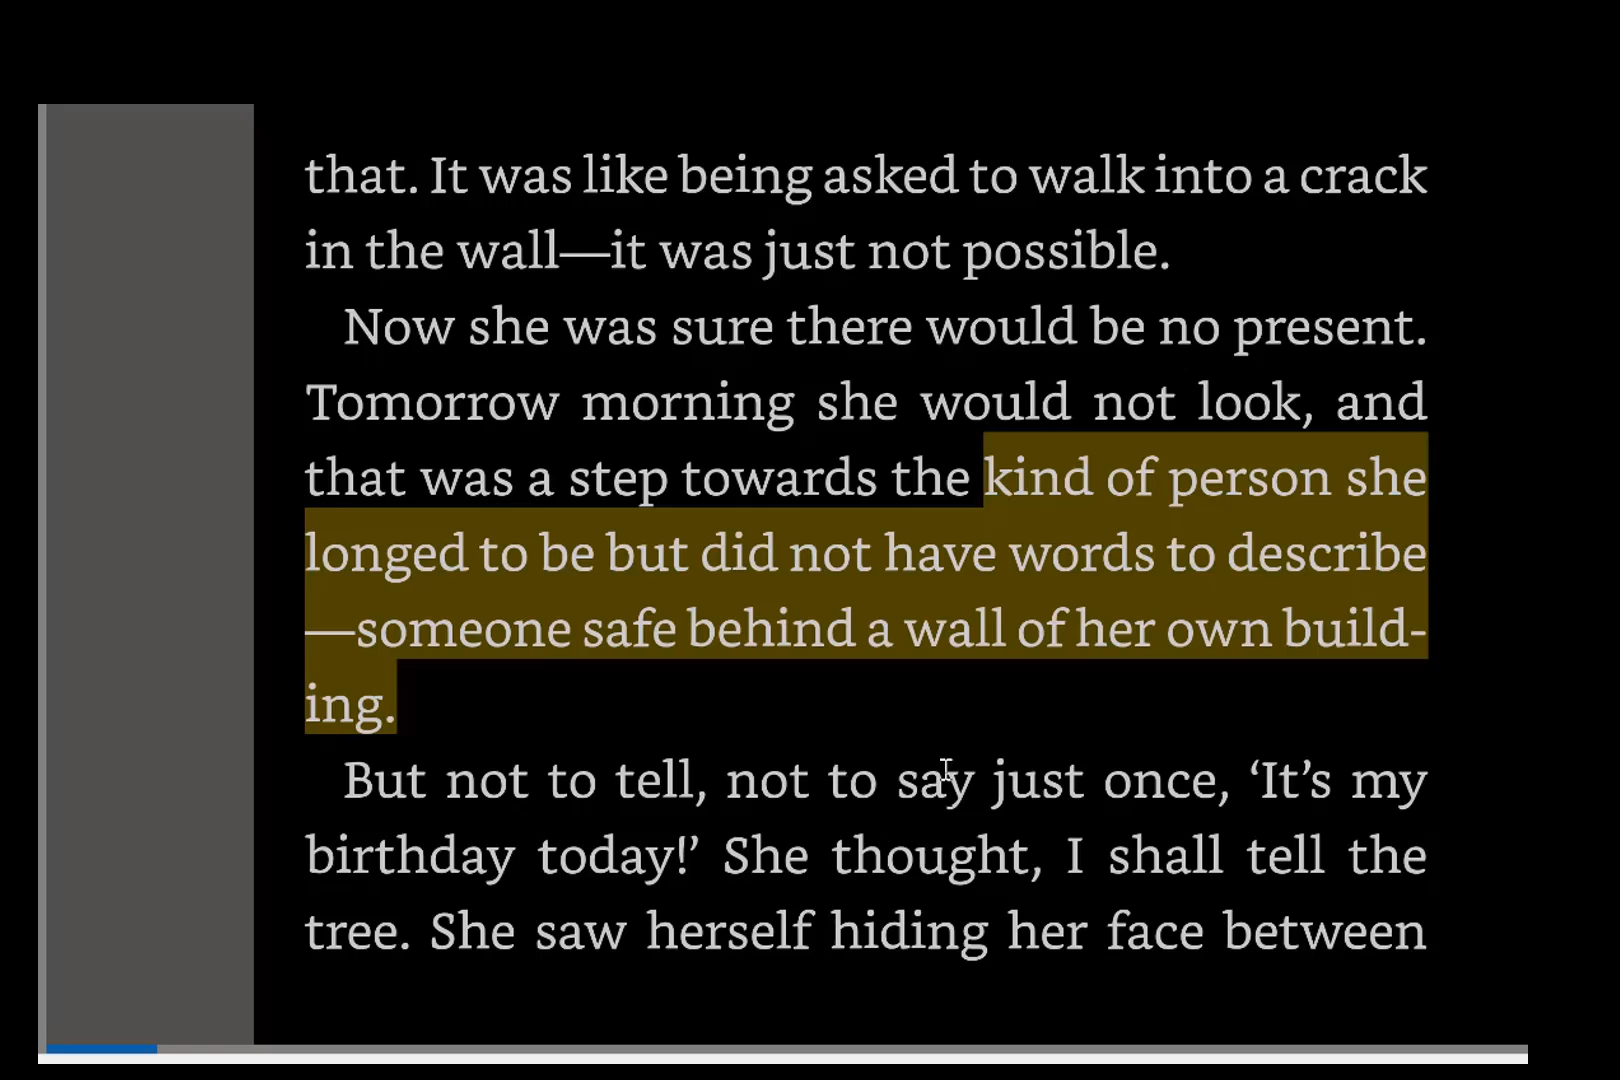 that. It was like being asked to walk into a crack
in the wall—it was just not possible.
Now she was sure there would be no present.
Tomorrow morning she would not look, and
that was a step towards the kind of person she
longed to be but did not have words to describe
—someone safe behind a wall of her own build-
ing.
But not to tell, not to say just once, ‘It’s my
birthday today!’ She thought, I shall tell the
tree. She saw herself hiding her face between